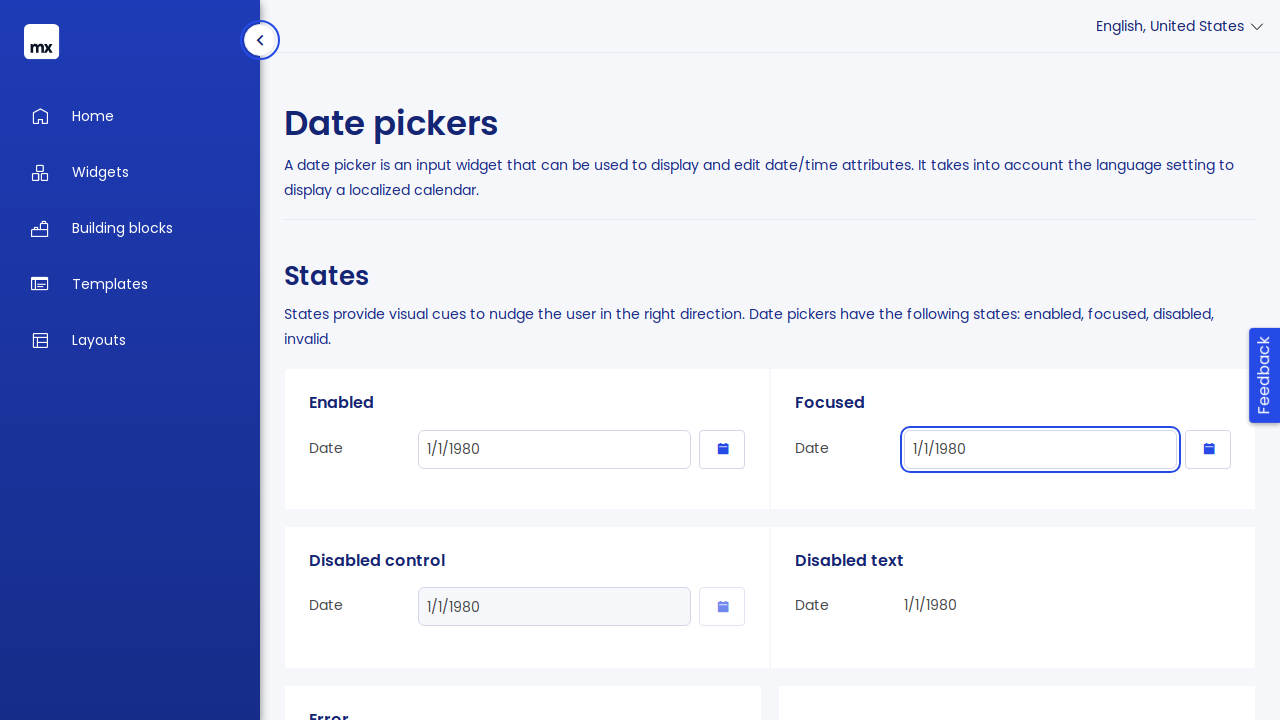 mx
English, United States
Home
Widgets
Building blocks
Templates
Layouts
Date pickers
A date picker is an input widget that can be used to display and edit date/time attributes. It takes into account the language setting to
display a localized calendar.
States
States provide visual cues to nudge the user in the right direction. Date pickers have the following states: enabled, focused, disabled,
invalid.
Feedback
Enabled
Date
1/1/1980
Focused
Date
1/1/1980
Disabled control
Date
1/1/1980
Disabled text
Date
1/1/1980
Error